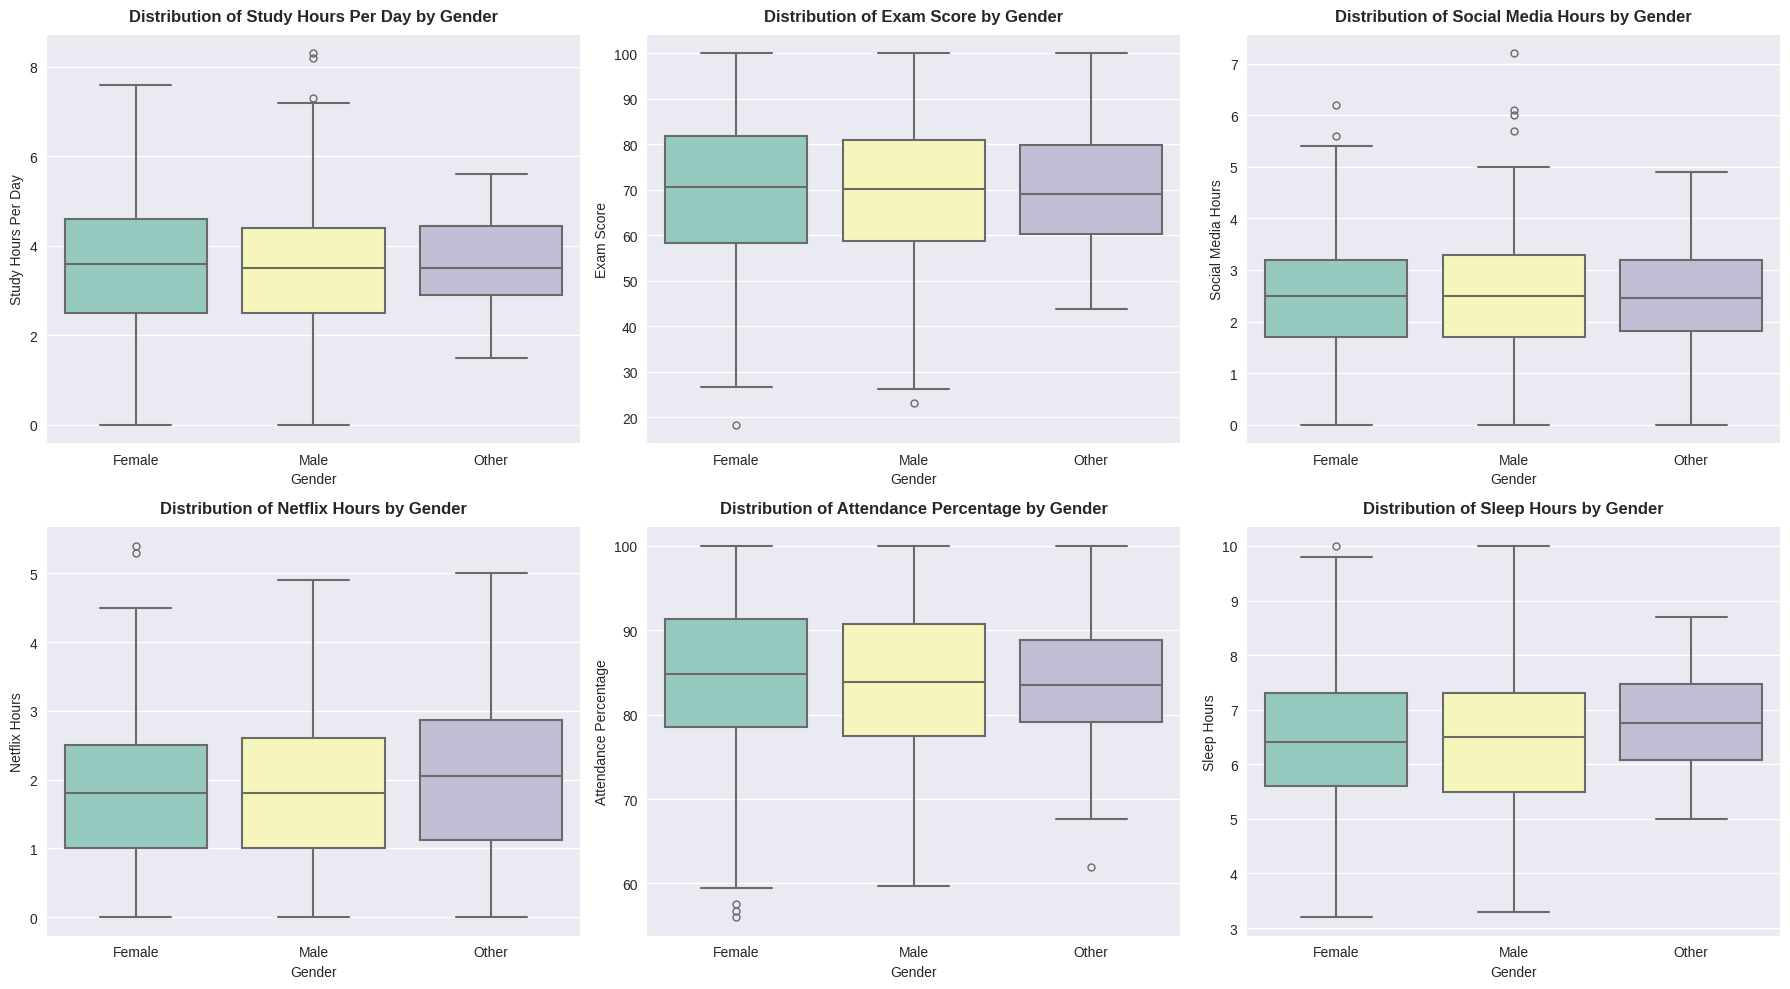 Distribution of Study Hours Per Day by Gender
Study Hours Per Day
8
6
4
2
0
Female Male Other
Gender
Distribution of Exam Score by Gender
Exam Score
100
90
80
70
60
50
40
30
20
Female Male Other
Gender
Distribution of Social Media Hours by Gender
Social Media Hours
7
6
5
4
3
2
1
0
Female Male Other
Gender
Distribution of Netflix Hours by Gender
Netflix Hours
5
4
3
2
1
0
Female Male Other
Gender
Distribution of Attendance Percentage by Gender
Attendance Percentage
100
90
80
70
60
Female Male Other
Gender
Distribution of Sleep Hours by Gender
Sleep Hours
10
9
8
7
6
5
4
3
Female Male Other
Gender